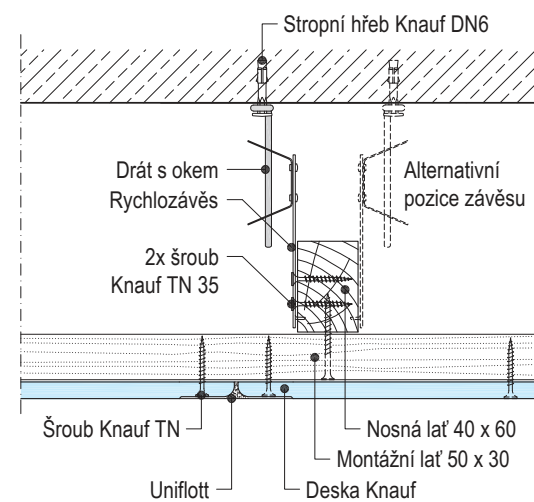 Stropní hřeb Knauf DN6
Drát s okem
Rychlozávěs
Alternativní
pozice závěsu
2x šroub
Knauf TN 35
Šroub Knauf TN
Nosná lať 40 x 60
Montážní lať 50 x 30
Uniflott
Deska Knauf